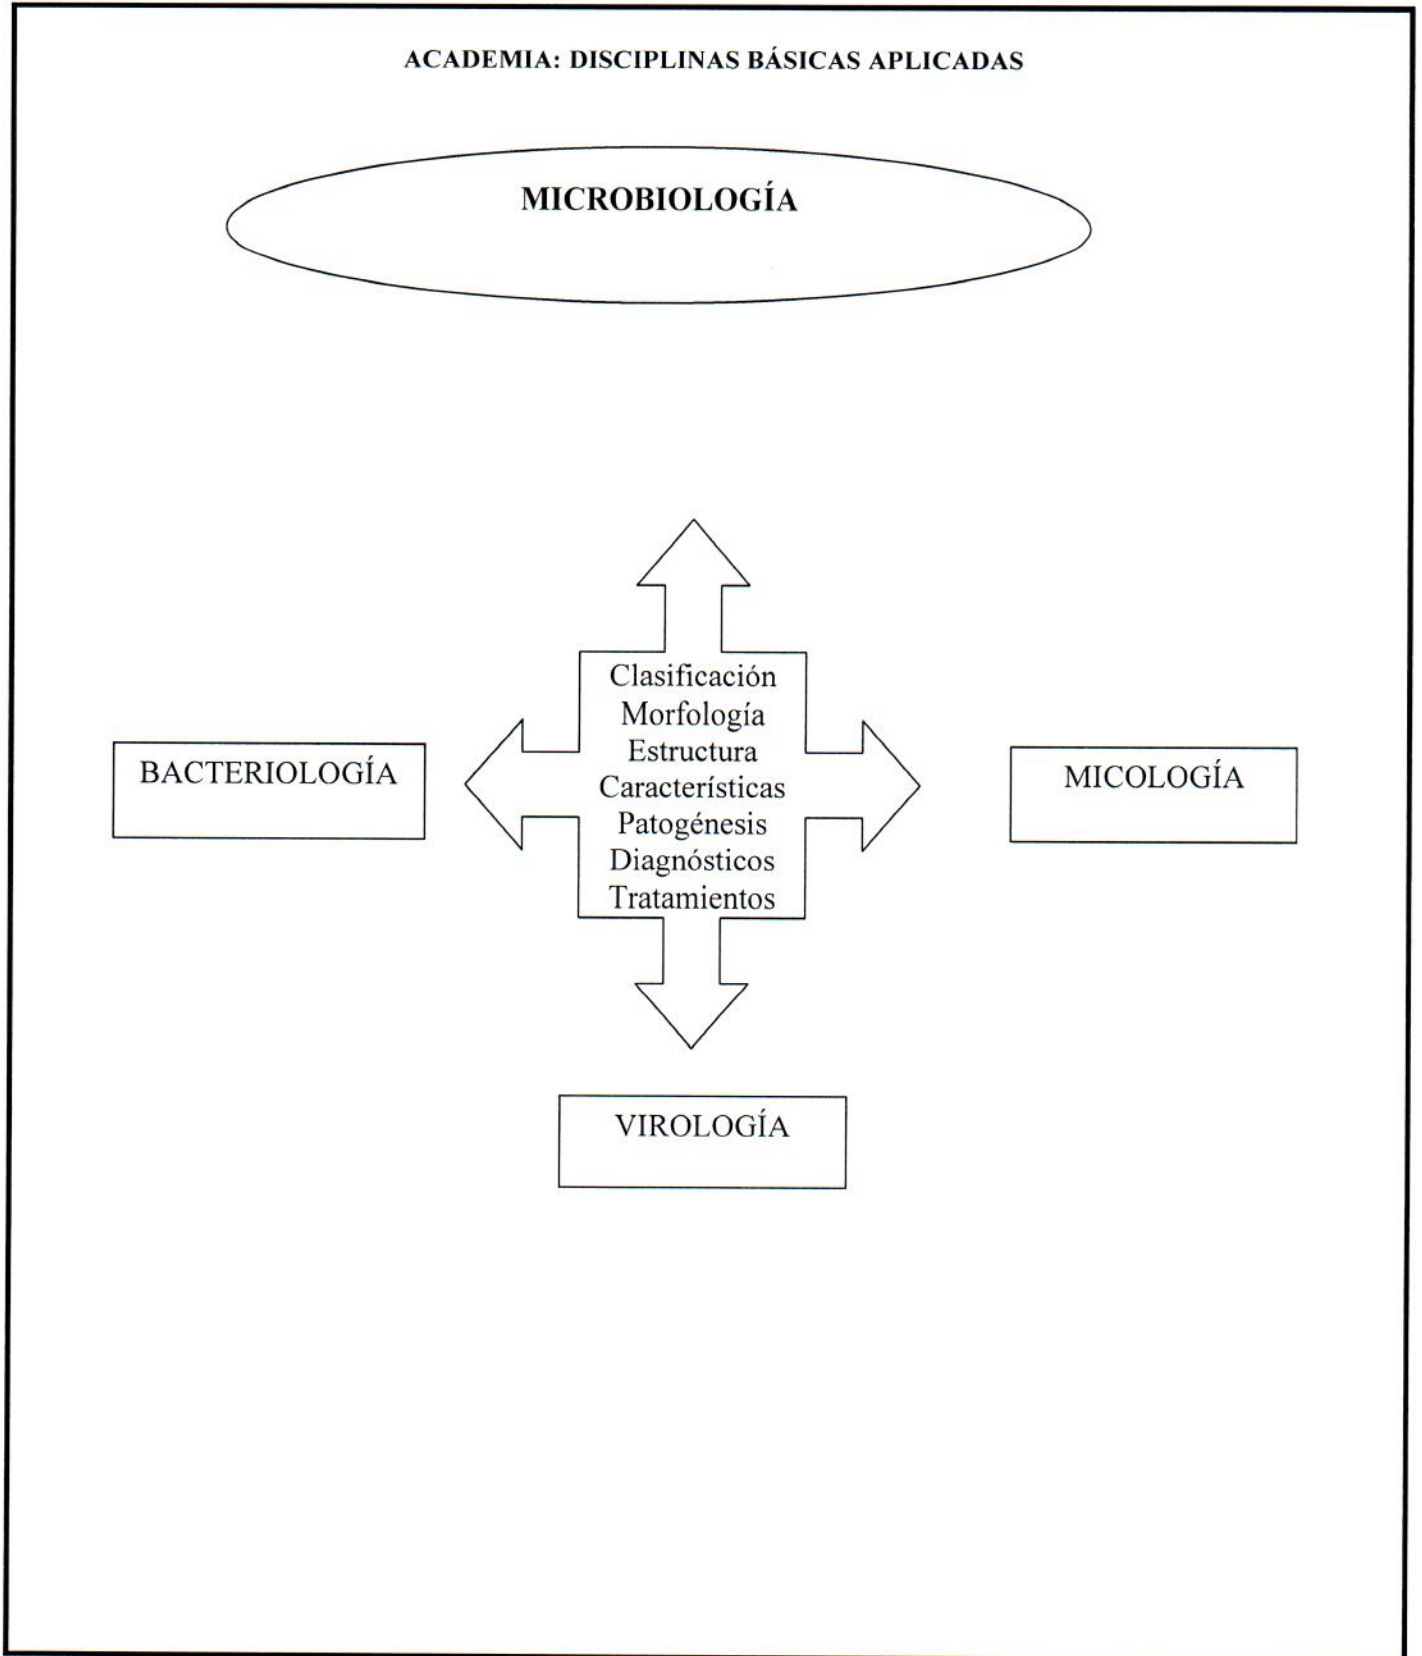 ACADEMIA: DISCIPLINAS BÁSICAS APLICADAS
MICROBIOLOGÍA
Clasificación
Morfología
Estructura
Características
Patogénesis
Diagnósticos
Tratamientos
BACTERIOLOGÍA
MICOLOGÍA
VIROLOGÍA